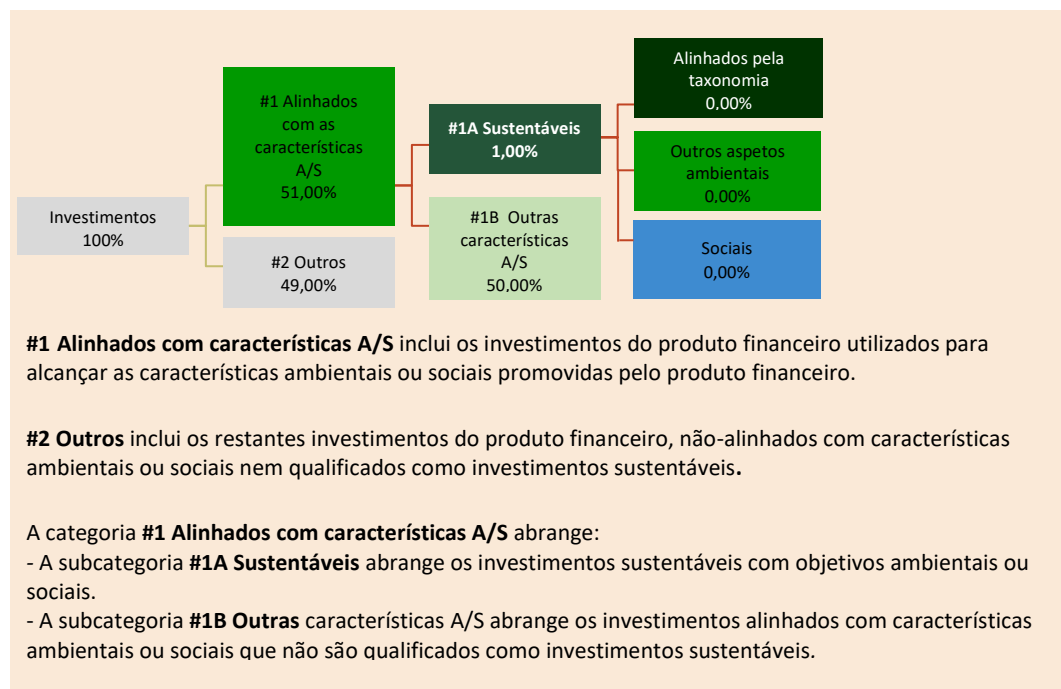 Investimentos
100%
#1 Alinhados
com as
características
A/S
51,00%
#2 Outros
49,00%
#1A Sustentáveis
1,00%
#1B Outras
características
A/S
50,00%
Alinhados pela
taxonomia
0,00%
Outros aspetos
ambientais
0,00%
Sociais
0,00%
#1 Alinhados com características A/S inclui os investimentos do produto financeiro utilizados para
alcançar as características ambientais ou sociais promovidas pelo produto financeiro.
#2 Outros inclui os restantes investimentos do produto financeiro, não-alinhados com características
ambientais ou sociais nem qualificados como investimentos sustentáveis.
A categoria #1 Alinhados com características A/S abrange:
- A subcategoria #1A Sustentáveis abrange os investimentos sustentáveis com objetivos ambientais ou
sociais.
- A subcategoria #1B Outras características A/S abrange os investimentos alinhados com características
ambientais ou sociais que não são qualificados como investimentos sustentáveis.